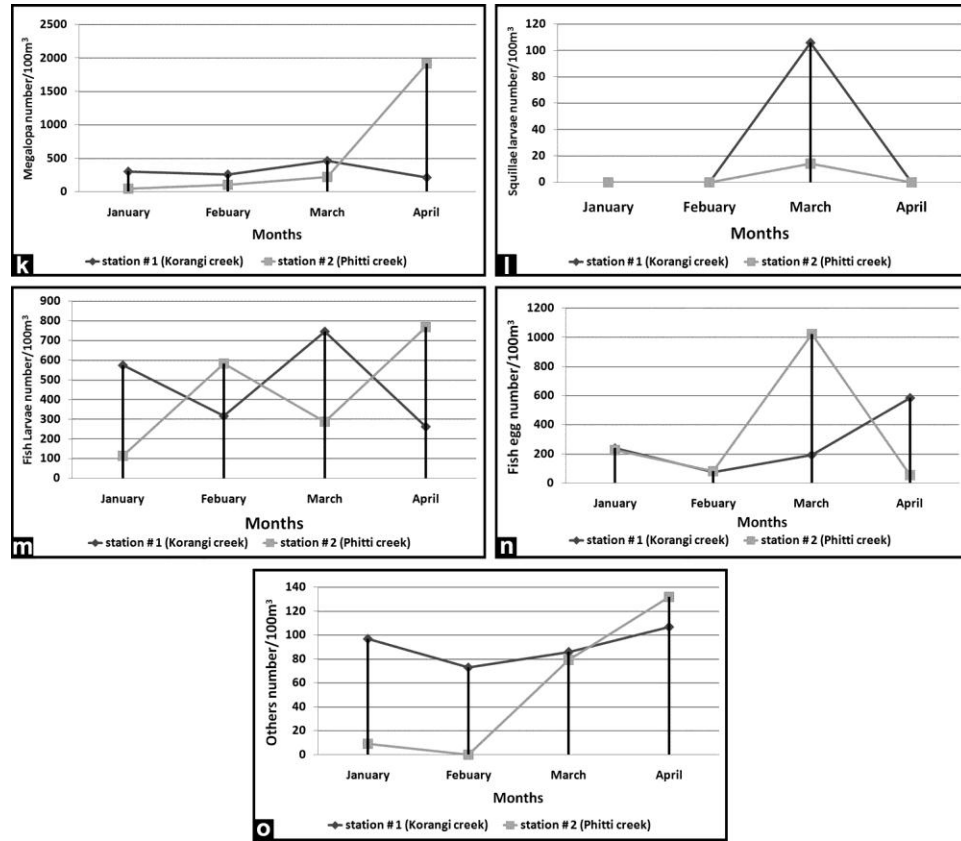 Megalopa number/100m³
2500
2000
1500
1000
500
0
January Febuary March April
Months
station #1 (Korangi creek) station #2 (Phitti creek)
k
Squillae larvae number/100m³
120
100
80
60
40
20
0
January Febuary March April
Months
station #1 (Korangi creek) station #2 (Phitti creek)
l
Fish Larvae number/100m³
900
800
700
600
500
400
300
200
100
0
January Febuary March April
Months
station #1 (Korangi creek) station #2 (Phitti creek)
m
Fish egg number/100m³
1200
1000
800
600
400
200
0
January Febuary March April
Months
station #1 (Korangi creek) station #2 (Phitti creek)
n
Others number/100m³
140
120
100
80
60
40
20
0
January Febuary March April
Months
station #1 (Korangi creek) station #2 (Phitti creek)
o